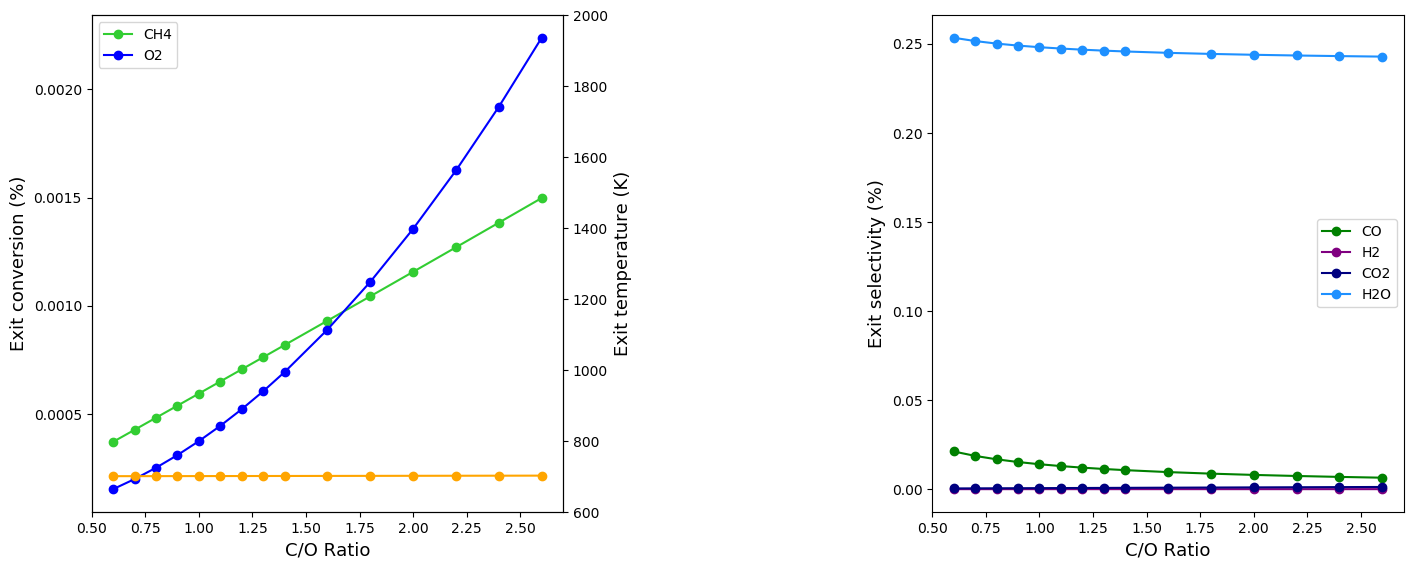 CH4
O2
Exit conversion (%)
0.0020
0.0015
0.0010
0.0005
2000
1800
1600
1400
1200
1000
800
600
Exit temperature (K)
0.50 0.75 1.00 1.25 1.50 1.75 2.00 2.25 2.50
C/O Ratio
Exit selectivity (%)
0.25
0.20
0.15
0.10
0.05
0.00
CO
H2
CO2
H2O
0.50 0.75 1.00 1.25 1.50 1.75 2.00 2.25 2.50
C/O Ratio